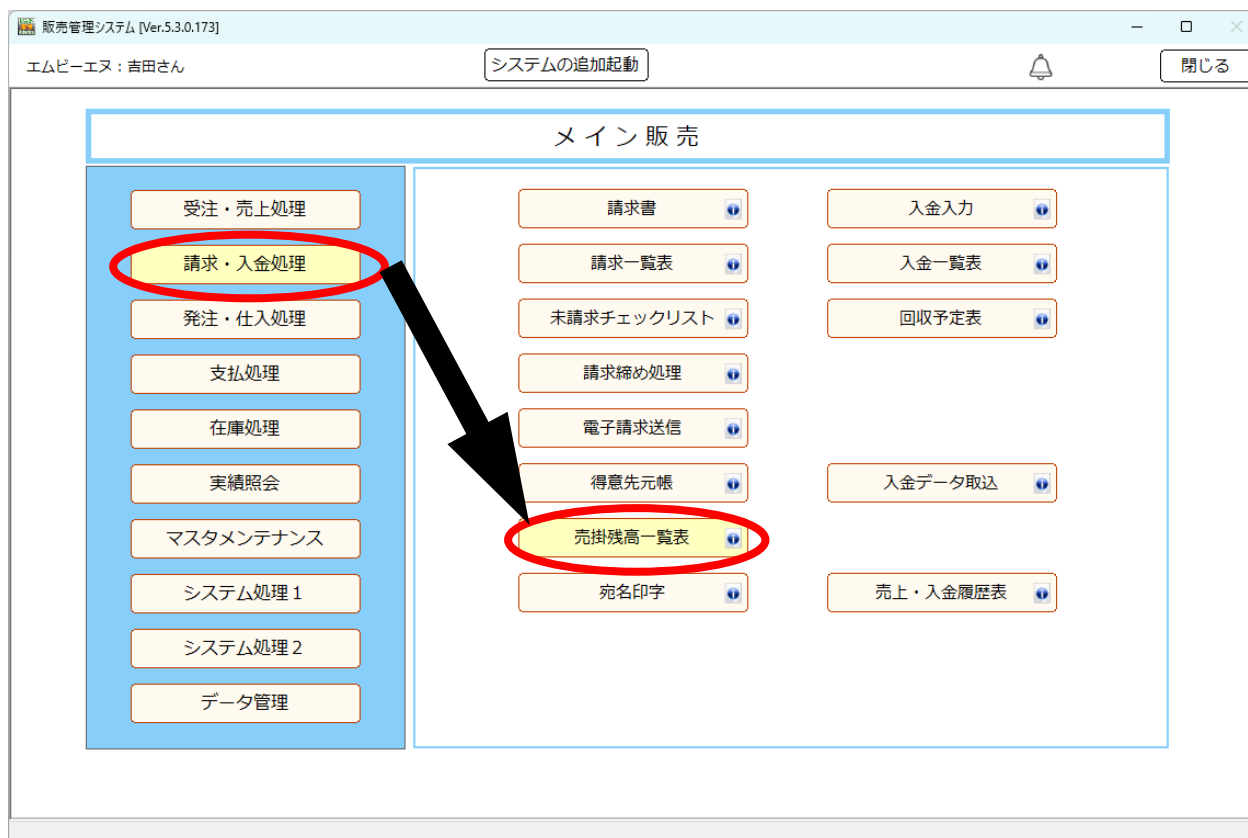 販売管理システム [Ver.5.3.0.173]
エムビーエヌ：吉田さん
システムの追加起動
閉じる
メイン販売
受注・売上処理
請求・入金処理
発注・仕入処理
支払処理
在庫処理
実績照会
マスタメンテナンス
システム処理１
システム処理２
データ管理
請求書
請求一覧表
未請求チェックリスト
請求締め処理
電子請求送信
得意先元帳
売掛残高一覧表
宛名印字
入金入力
入金一覧表
回収予定表
入金データ取込
売上・入金履歴表